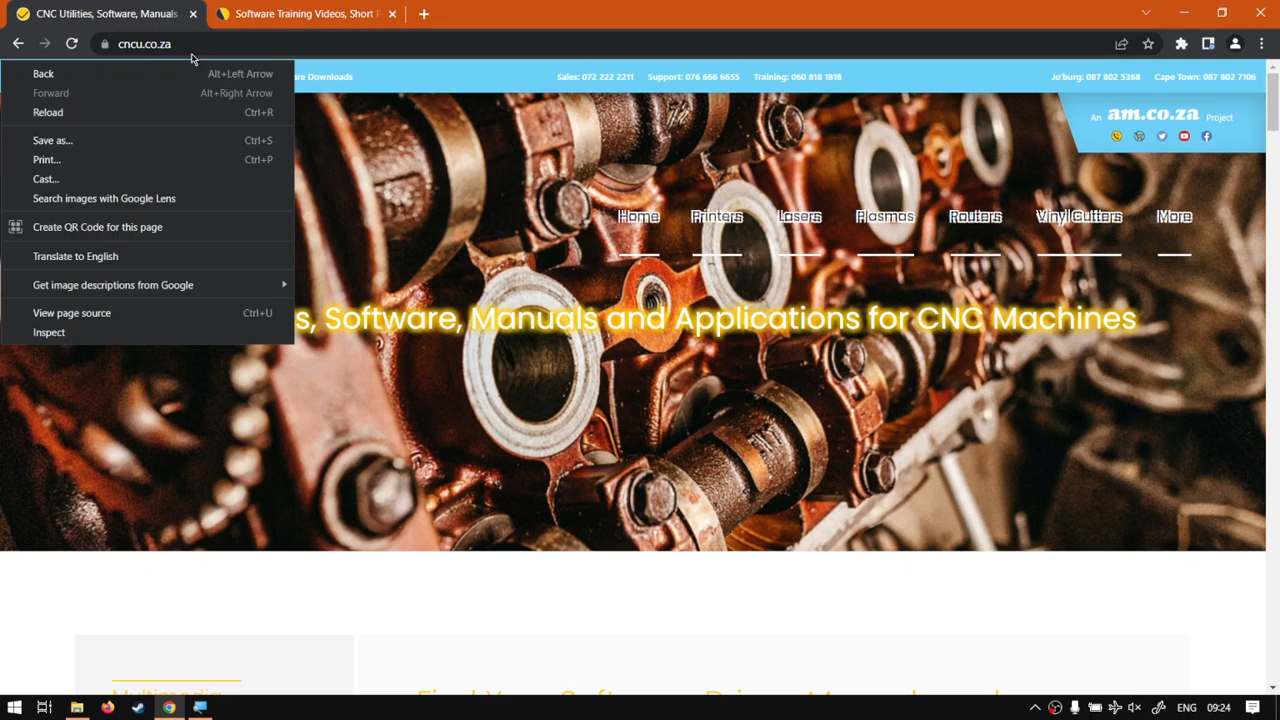 CNC Utilities, Software, Manuals
Software Training Videos, Short
cncu.co.za
are Downloads
Sales: 072 222 2211
Support: 076 666 6655
Training: 060 818 1818
Jo'burg: 087 802 5368
Cape Town: 087 802 7106
An am.co.za Project
Back Alt+Left Arrow
Forward Alt+Right Arrow
Reload Ctrl+R
Save as... Ctrl+S
Print... Ctrl+P
Cast...
Search images with Google Lens
Create QR Code for this page
Translate to English
Get image descriptions from Google
View page source Ctrl+U
Inspect
Home
Printers
Lasers
Plasmas
Routers
Vinyl Cutters
More
s, Software, Manuals and Applications for CNC Machines
Multimedia
ENG
09:24